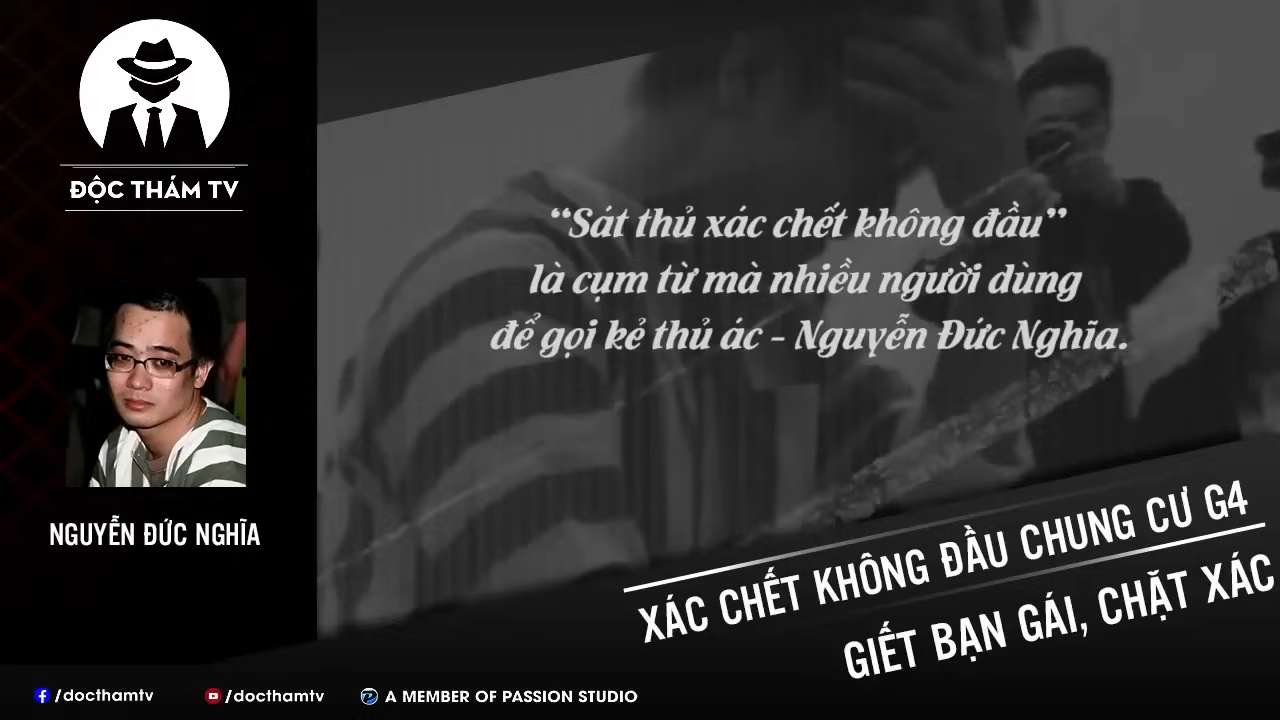 ĐỘC THÁM TV
NGUYỄN ĐỨC NGHĨA
“Sát thủ xác chết không đầu”
là cụm từ mà nhiều người dùng
để gọi kẻ thủ ác - Nguyễn Đức Nghĩa.
XÁC CHẾT KHÔNG ĐẦU CHUNG CƯ G4
GIẾT BẠN GÁI, CHẶT XÁC
/docthamtv
/docthamtv
A MEMBER OF PASSION STUDIO